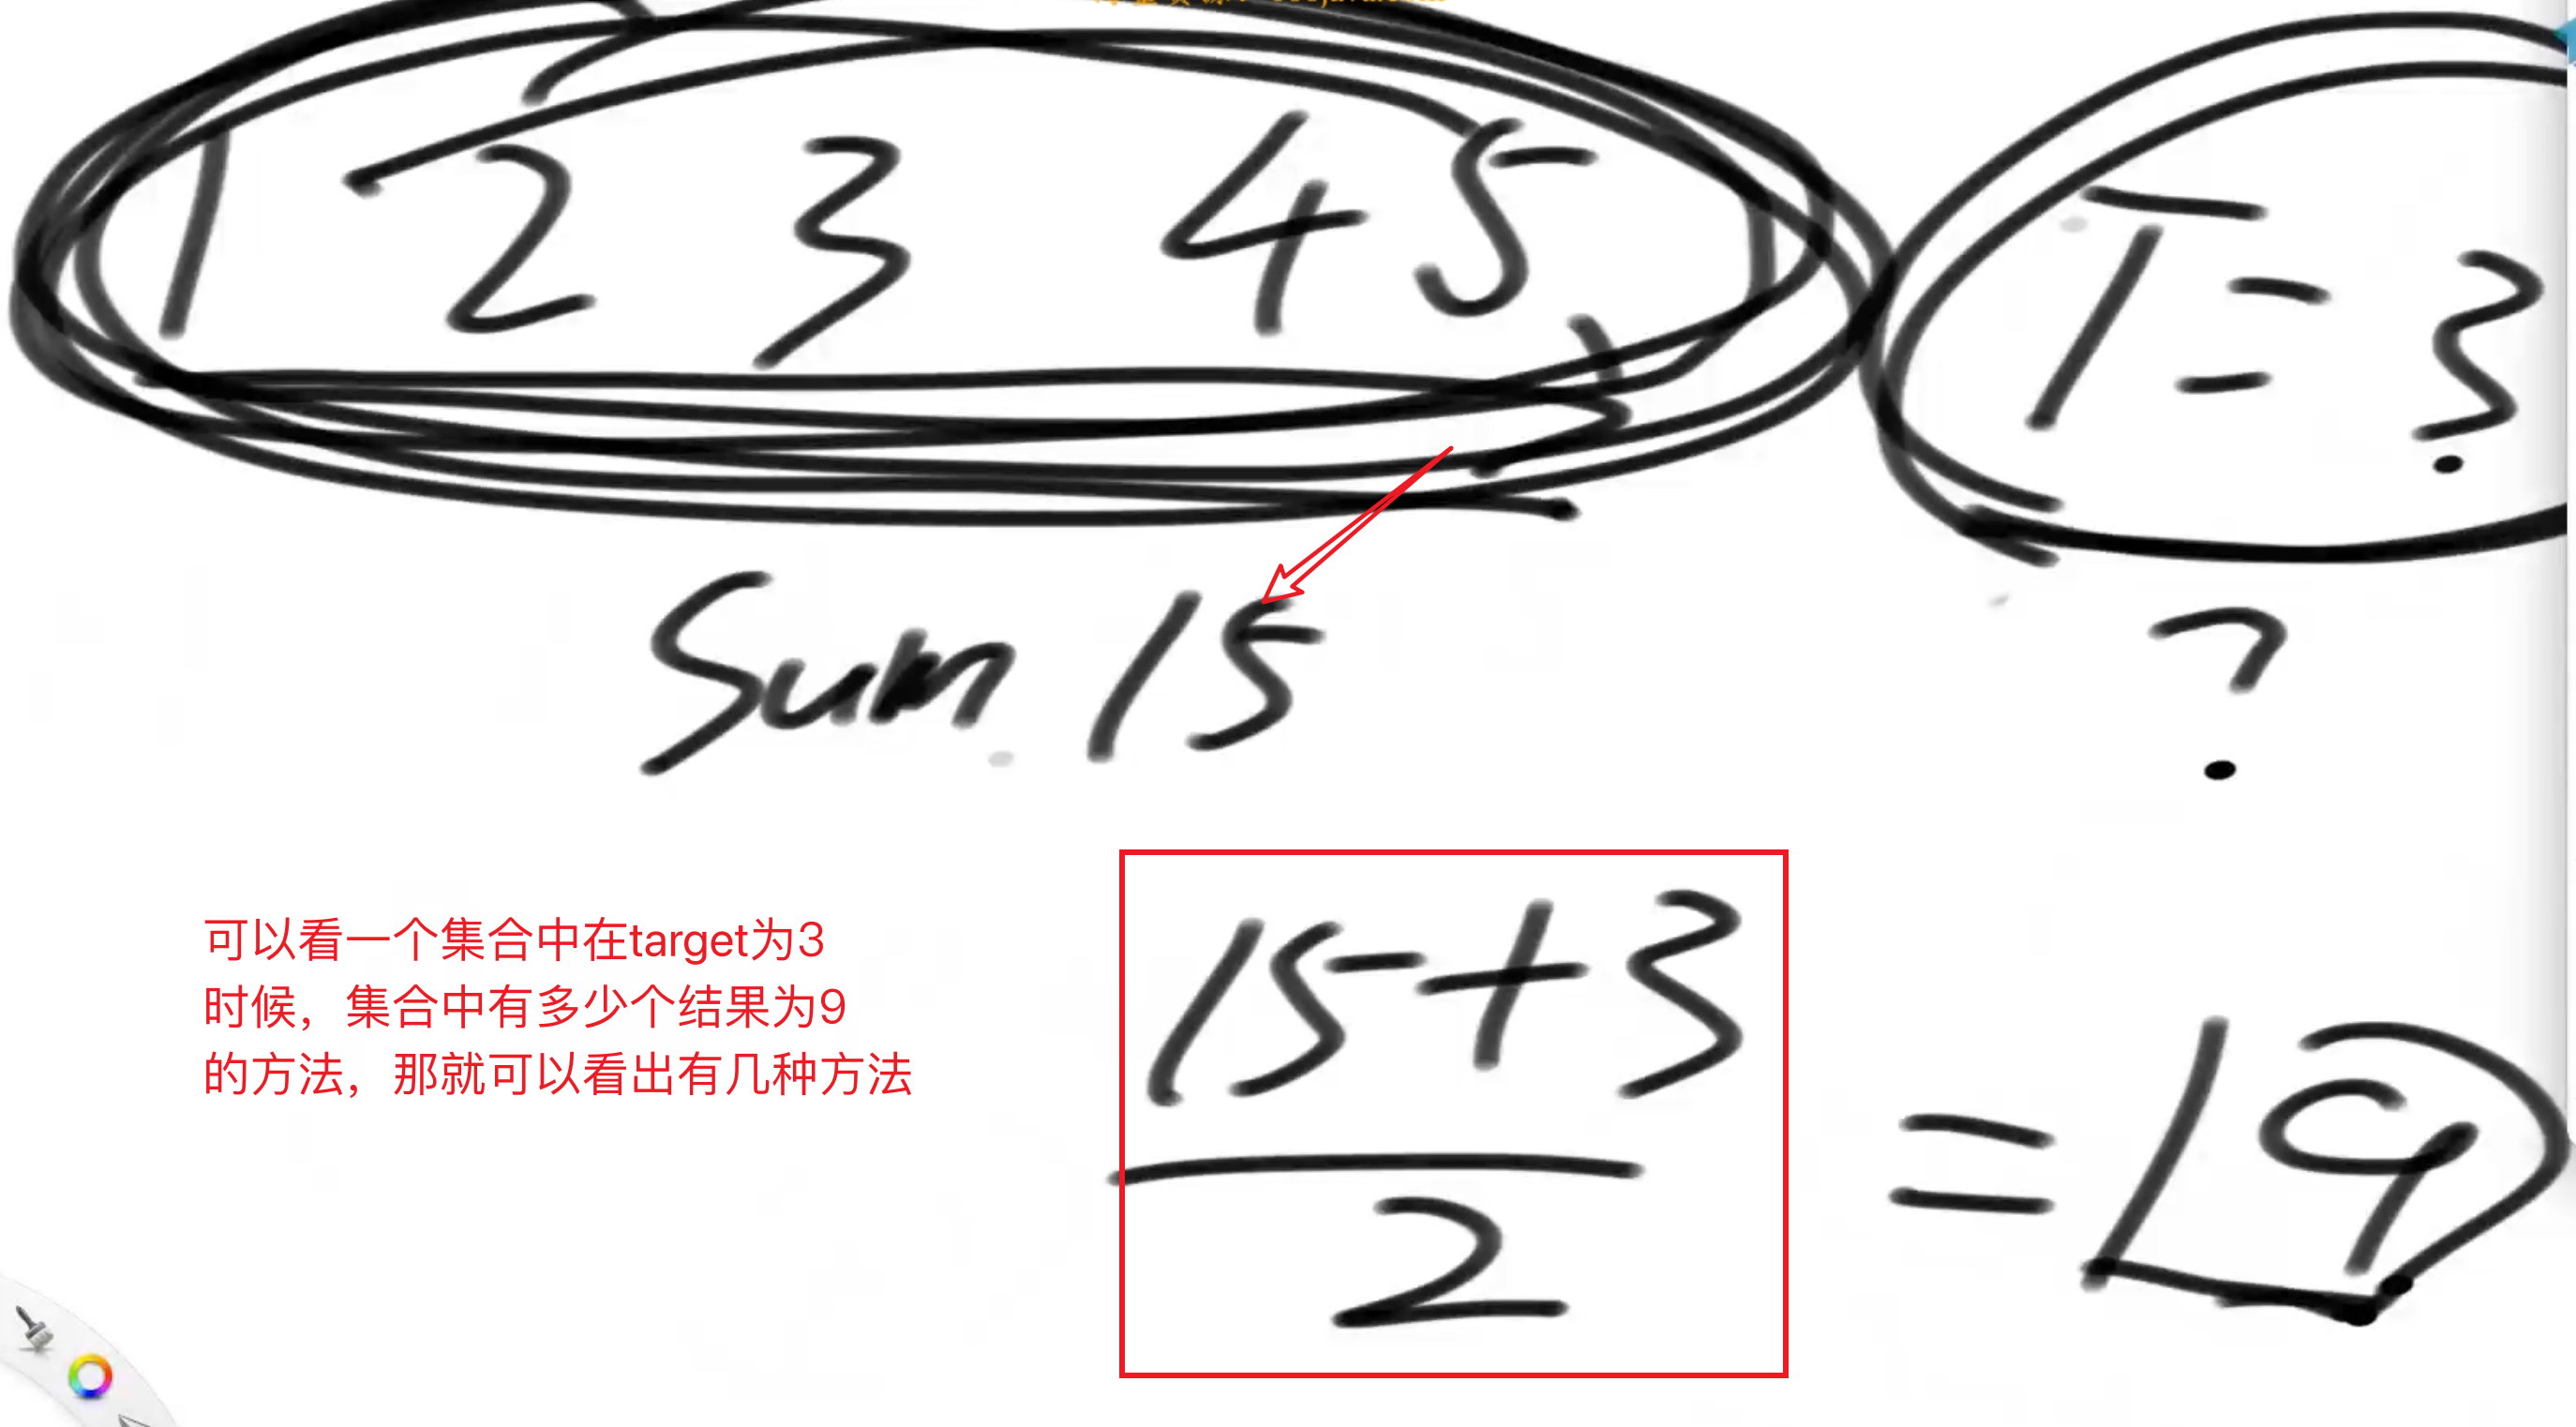 1 2 3 4 5
T = 3
Sum 15
?
可以看一个集合中在target为3
时候，集合中有多少个结果为9
的方法，那就可以看出有几种方法
15+3
2
= 9